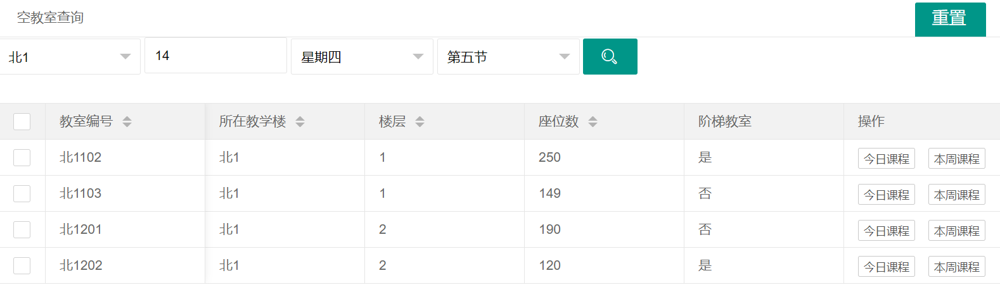 空教室查询 重置
北1 14 星期四 第五节
教室编号 所在教学楼 楼层 座位数 阶梯教室 操作
北1102 北1 1 250 是 今日课程 本周课程
北1103 北1 1 149 否 今日课程 本周课程
北1201 北1 2 190 否 今日课程 本周课程
北1202 北1 2 120 是 今日课程 本周课程